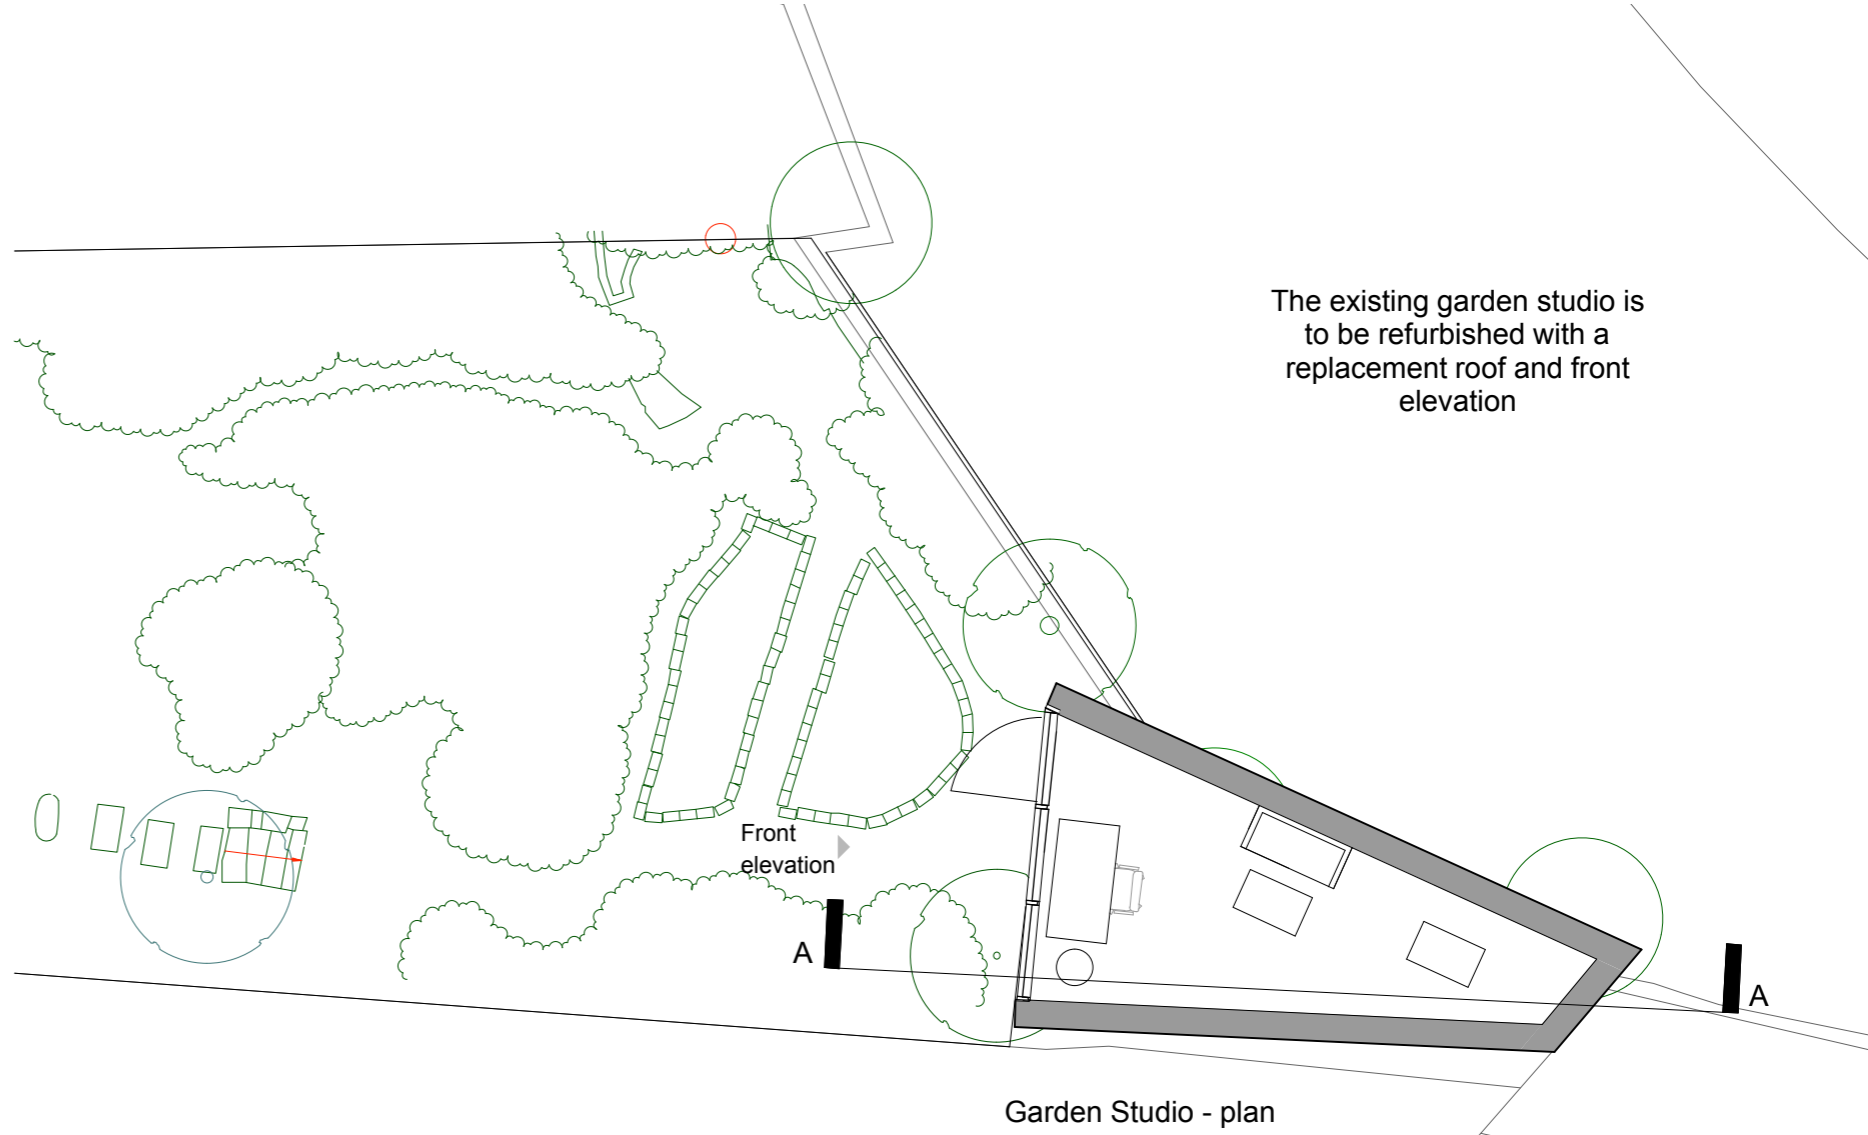 The existing garden studio is
to be refurbished with a
replacement roof and front
elevation
Front
elevation
A
A
Garden Studio - plan